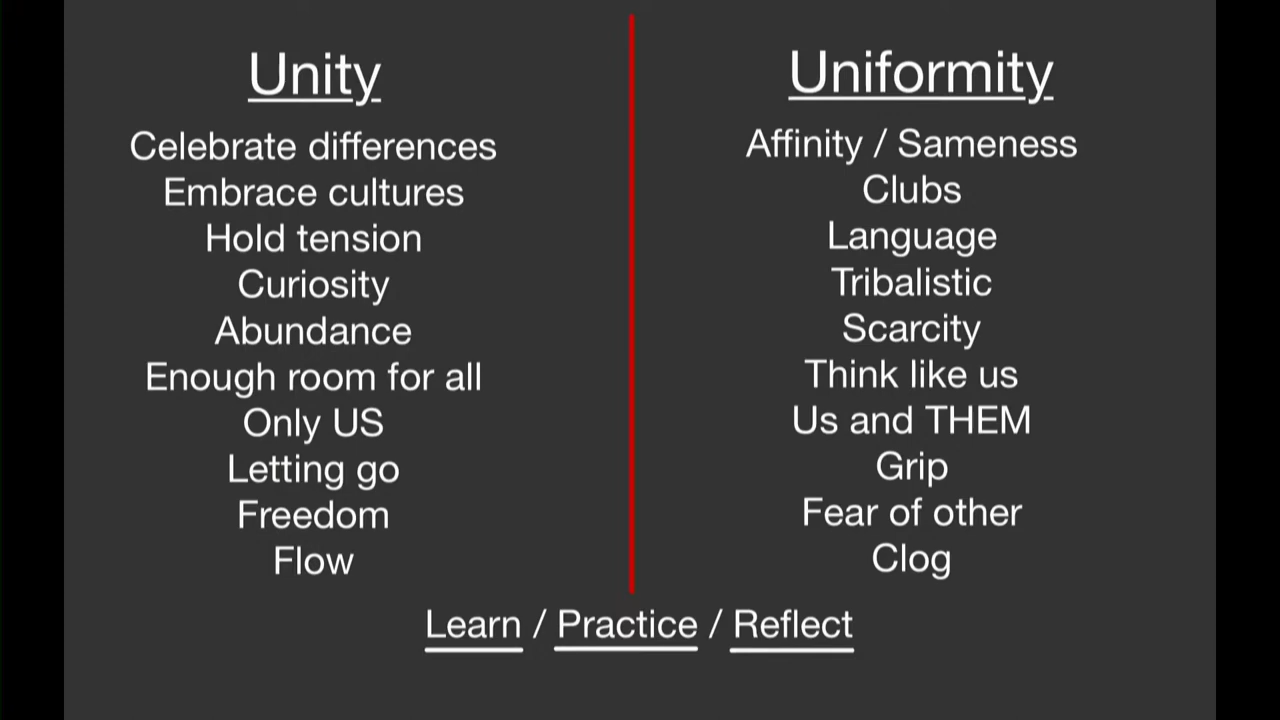 Unity
Celebrate differences
Embrace cultures
Hold tension
Curiosity
Abundance
Enough room for all
Only US
Letting go
Freedom
Flow
Uniformity
Affinity / Sameness
Clubs
Language
Tribalistic
Scarcity
Think like us
Us and THEM
Grip
Fear of other
Clog
Learn / Practice / Reflect